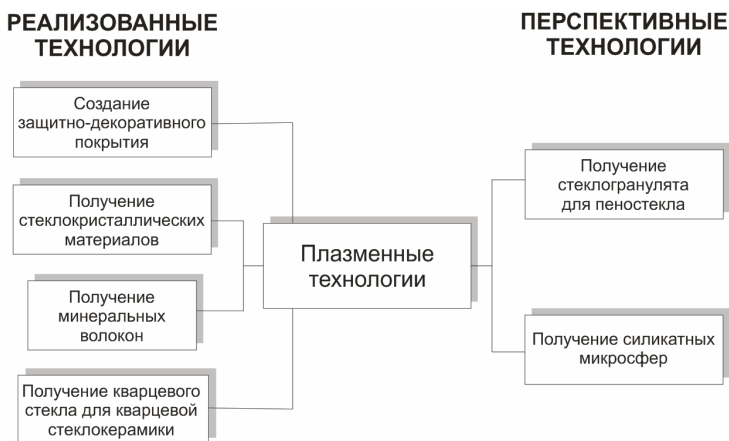 РЕАЛИЗОВАННЫЕ
ТЕХНОЛОГИИ
Создание
защитно-декоративного
покрытия
Получение
стеклокристаллических
материалов
Получение
минеральных
волокон
Получение кварцевого
стекла для кварцевой
стеклокерамики
Плазменные
технологии
ПЕРСПЕКТИВНЫЕ
ТЕХНОЛОГИИ
Получение
стеклогранулята
для пеностекла
Получение силикатных
микросфер